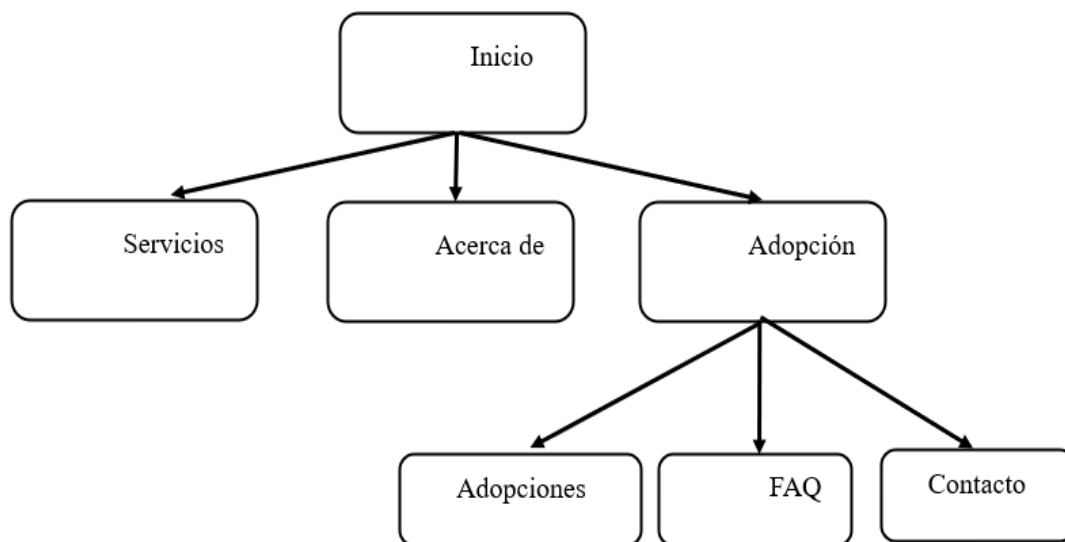 Inicio
Servicios
Acerca de
Adopción
Adopciones
FAQ
Contacto